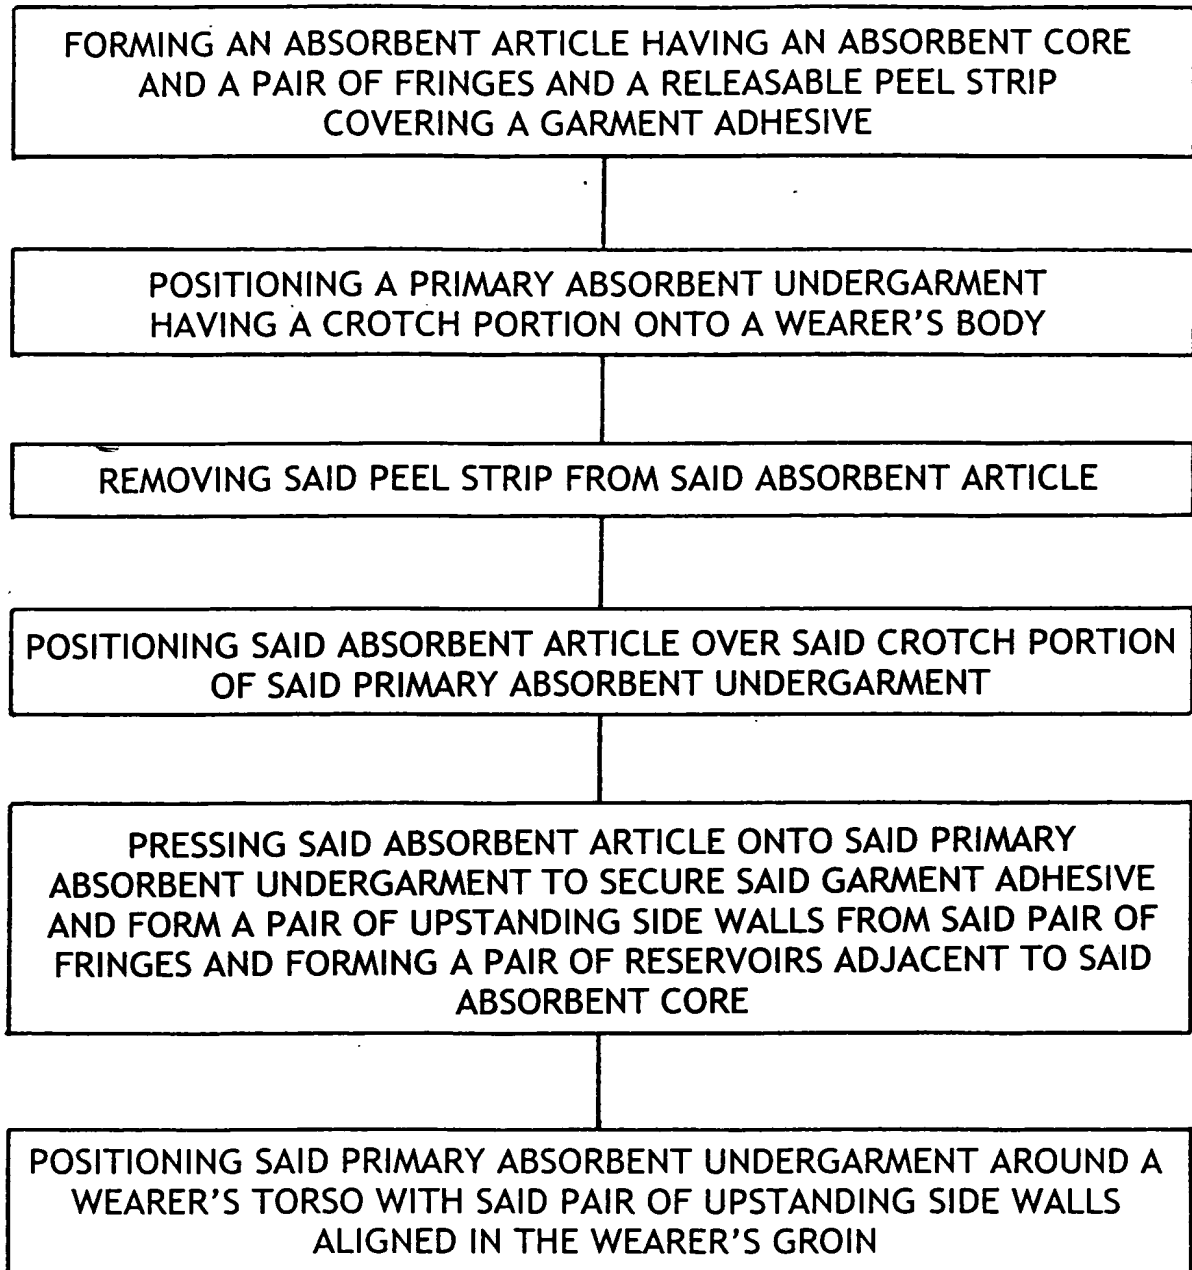 FORMING AN ABSORBENT ARTICLE HAVING AN ABSORBENT CORE
AND A PAIR OF FRINGES AND A RELEASABLE PEEL STRIP
COVERING A GARMENT ADHESIVE
POSITIONING A PRIMARY ABSORBENT UNDERGARMENT
HAVING A CROTCH PORTION ONTO A WEARER'S BODY
REMOVING SAID PEEL STRIP FROM SAID ABSORBENT ARTICLE
POSITIONING SAID ABSORBENT ARTICLE OVER SAID CROTCH PORTION
OF SAID PRIMARY ABSORBENT UNDERGARMENT
PRESSING SAID ABSORBENT ARTICLE ONTO SAID PRIMARY
ABSORBENT UNDERGARMENT TO SECURE SAID GARMENT ADHESIVE
AND FORM A PAIR OF UPSTANDING SIDE WALLS FROM SAID PAIR OF
FRINGES AND FORMING A PAIR OF RESERVOIRS ADJACENT TO SAID
ABSORBENT CORE
POSITIONING SAID PRIMARY ABSORBENT UNDERGARMENT AROUND A
WEARER'S TORSO WITH SAID PAIR OF UPSTANDING SIDE WALLS
ALIGNED IN THE WEARER'S GROIN